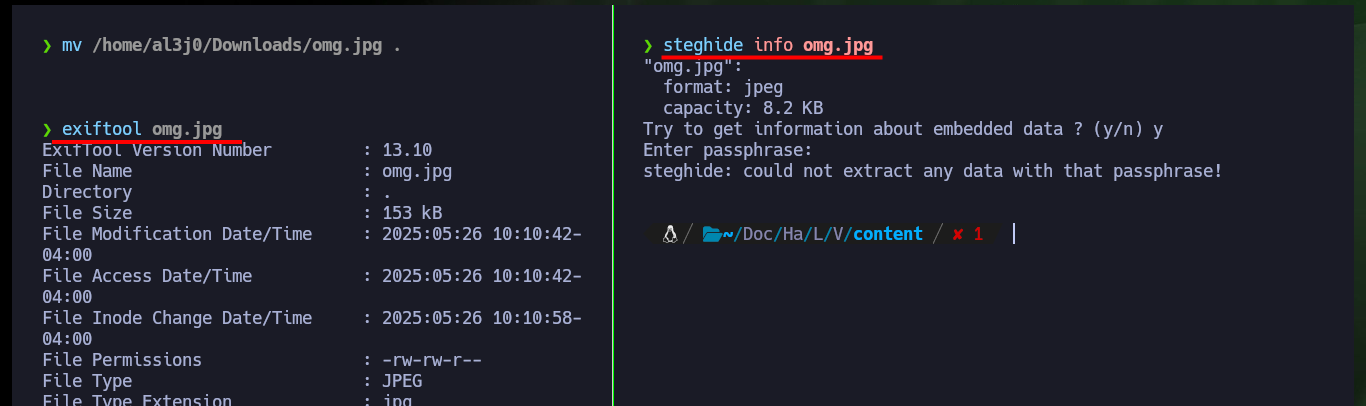 ❯ mv /home/al3j0/Downloads/omg.jpg .
❯ exiftool omg.jpg
ExifTool Version Number         : 13.10
File Name                       : omg.jpg
Directory                       : .
File Size                       : 153 kB
File Modification Date/Time     : 2025:05:26 10:10:42-
04:00
File Access Date/Time           : 2025:05:26 10:10:42-
04:00
File Inode Change Date/Time     : 2025:05:26 10:10:58-
04:00
File Permissions                : -rw-rw-r--
File Type                       : JPEG
File Type Extension             : jpg
❯ steghide info omg.jpg
"omg.jpg":
  format: jpeg
  capacity: 8.2 KB
Try to get information about embedded data ? (y/n) y
Enter passphrase:
steghide: could not extract any data with that passphrase!
/ ~/Doc/Ha/L/V/content / ✘ 1